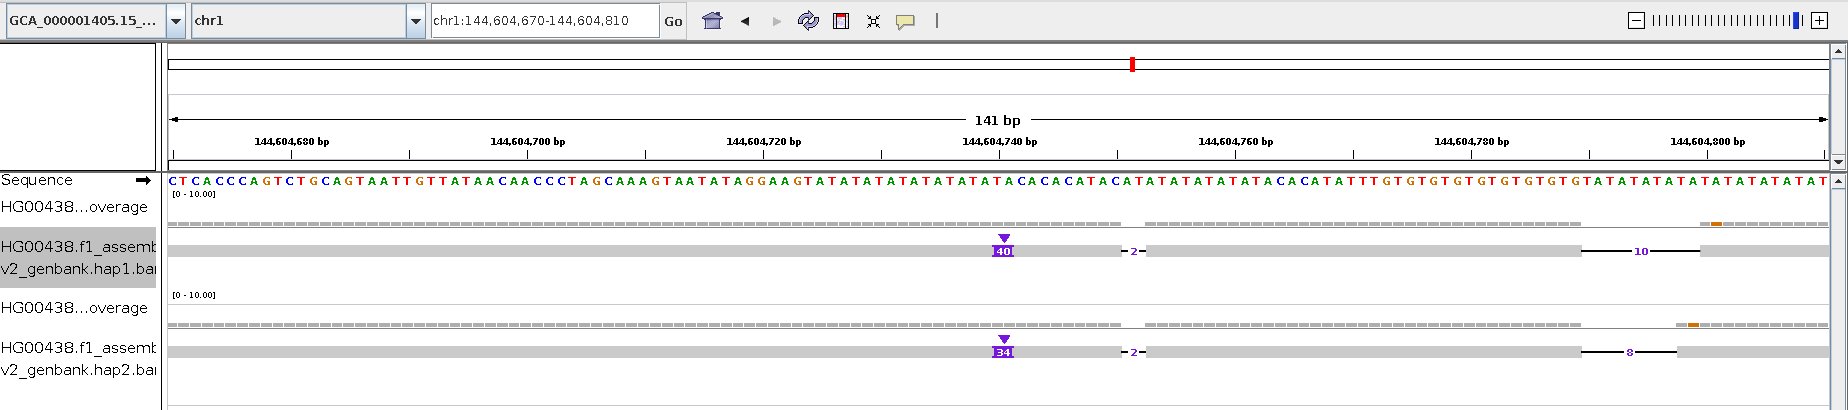 GCA_000001405.15_...
chr1
chr1:144,604,670-144,604,810
Go
141 bp
144,604,680 bp 144,604,700 bp 144,604,720 bp 144,604,740 bp 144,604,760 bp 144,604,780 bp 144,604,800 bp
Sequence
C T C A C C C A G T C T G C A G T A A T T G T T A T A A C A A C C C T A G C A A A G T A A T A T A G G A A G T A T A T A T A T A T A T A T A C A C A C A T A C A T A T A T A T A T A T A C A C A T A T T T G T G T G T G T G T G T G T G T A T A T A T A T A T A T A T A T A T
[0 - 10.00]
HG00438...overage
HG00438.f1_assemb
v2_genbank.hap1.bai
40
2
10
[0 - 10.00]
HG00438...overage
HG00438.f1_assemb
v2_genbank.hap2.bai
34
2
8